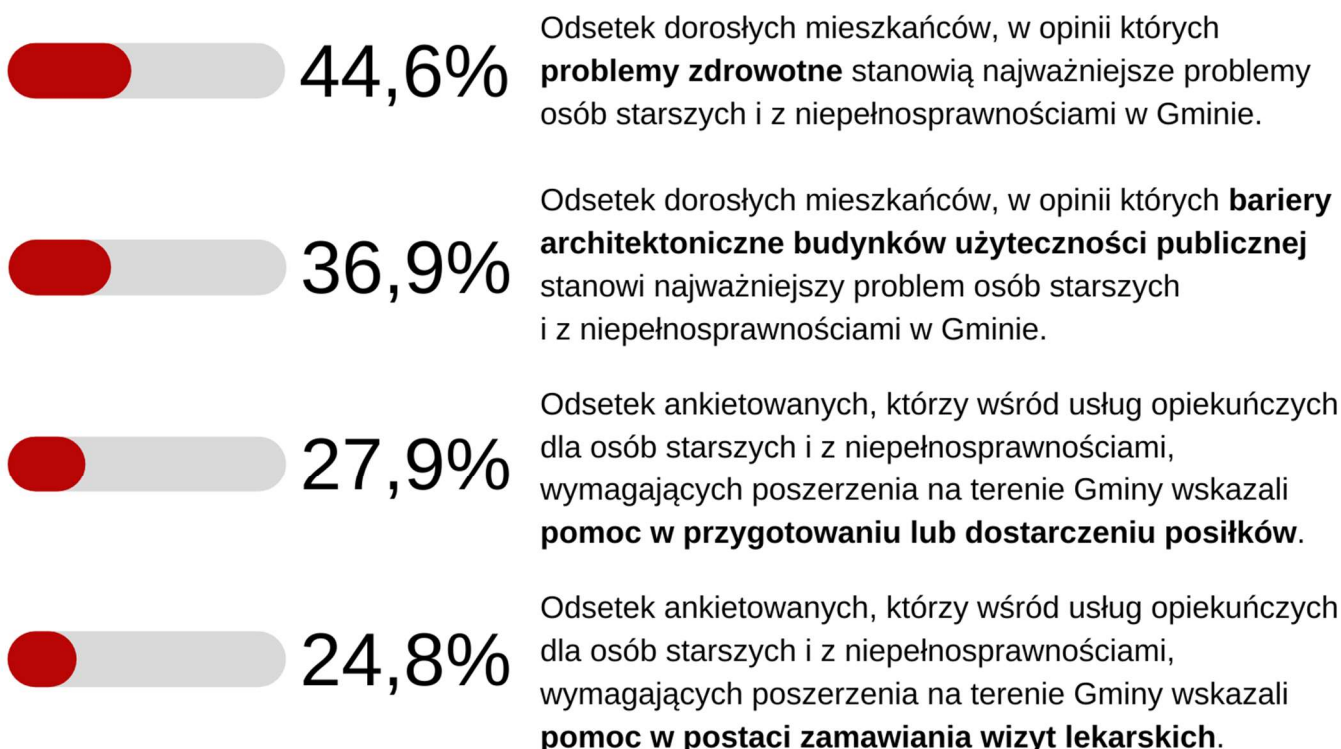 44,6%
Odsetek dorosłych mieszkańców, w opinii których
problemy zdrowotne stanowią najważniejsze problemy
osób starszych i z niepełnosprawnościami w Gminie.
36,9%
Odsetek dorosłych mieszkańców, w opinii których bariery
architektoniczne budynków użyteczności publicznej
stanowi najważniejszy problem osób starszych
i z niepełnosprawnościami w Gminie.
27,9%
Odsetek ankietowanych, którzy wśród usług opiekuńczych
dla osób starszych i z niepełnosprawnościami,
wymagających poszerzenia na terenie Gminy wskazali
pomoc w przygotowaniu lub dostarczeniu posiłków.
24,8%
Odsetek ankietowanych, którzy wśród usług opiekuńczych
dla osób starszych i z niepełnosprawnościami,
wymagających poszerzenia na terenie Gminy wskazali
pomoc w postaci zamawiania wizyt lekarskich.